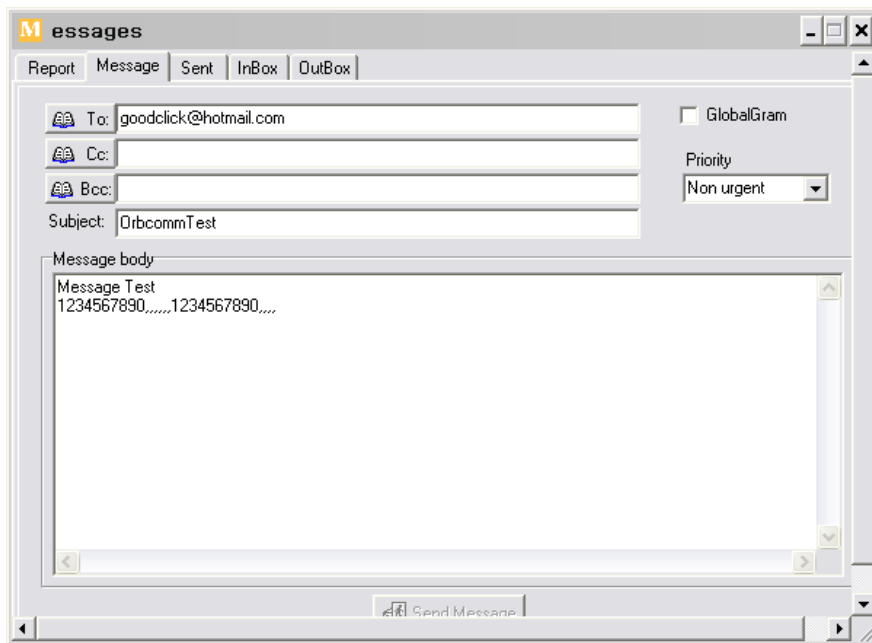 M essages
Report Message Sent InBox OutBox
To: goodclick@hotmail.com
GlobalGram
Cc:
Priority
Bcc:
Non urgent
Subject: OrbcommTest
Message body
Message Test
1234567890,,,,,,1234567890,,,,
Send Message